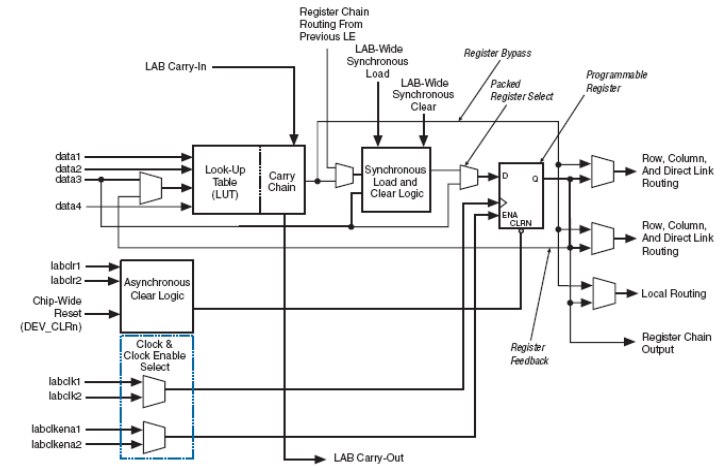 Register Chain
Routing From
Previous LE
LAB-Wide
Synchronous
Load
Register Bypass
LAB Carry-In
LAB-Wide
Synchronous
Clear
Packed
Register Select
Programmable
Register
data1
data2
data3
data4
Look-Up
Table
(LUT)
Carry
Chain
Synchronous
Load and
Clear Logic
D
Q
ENA
CLRN
Row, Column,
And Direct Link
Routing
Row, Column,
And Direct Link
Routing
Local Routing
Register Chain
Output
Register
Feedback
labclr1
labclr2
Chip-Wide
Reset
(DEV_CLRn)
Asynchronous
Clear Logic
Clock &
Clock Enable
Select
labclk1
labclk2
labclkena1
labclkena2
LAB Carry-Out